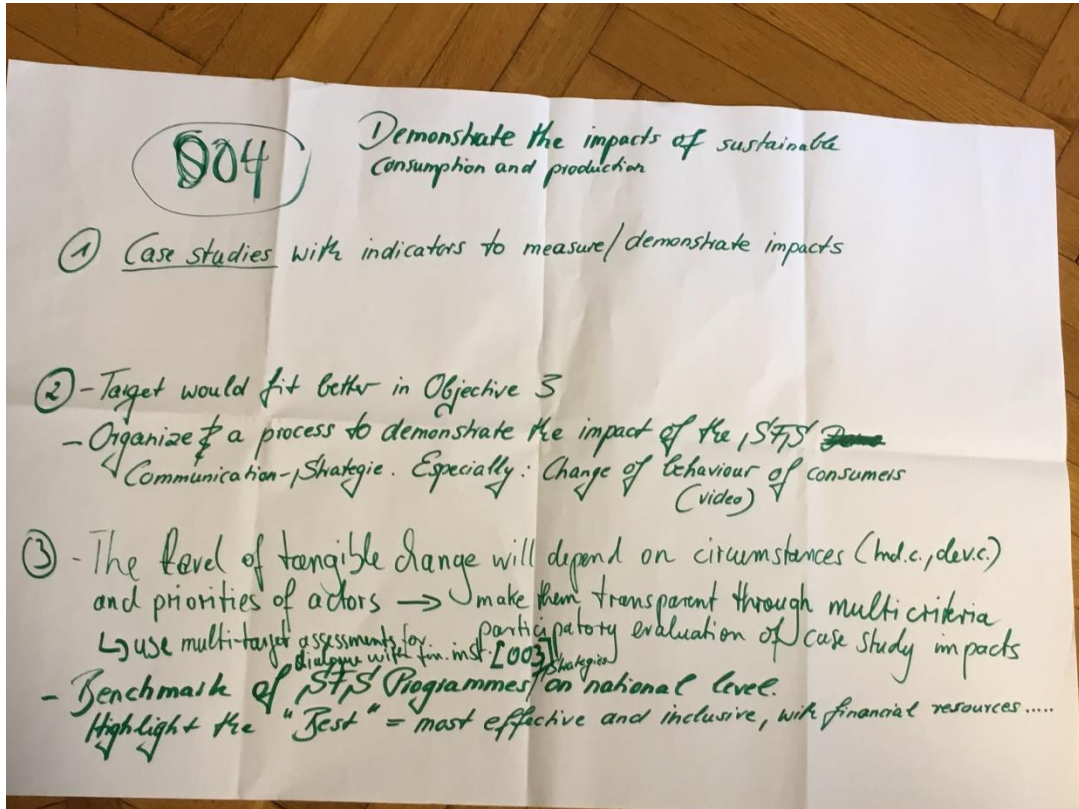 004
Demonstrate the impacts of sustainable
consumption and production
① Case studies with indicators to measure/demonstrate impacts
② - Target would fit better in Objective 3
- Organize a process to demonstrate the impact of the SFS
Communication-Strategie. Especially: Change of behaviour of consumers
(video)
③ - The level of tangible change will depend on circumstances (Ind.c., dev.c.)
and priorities of actors → make them transparent through multicriteria
participatory evaluation of case study impacts
↳ use multi-target assessments for
dialogue with fin. inst. [003]
- Benchmark of SFS Programmes/Strategies on national level.
Highlight the "Best" = most effective and inclusive, with financial resources.....